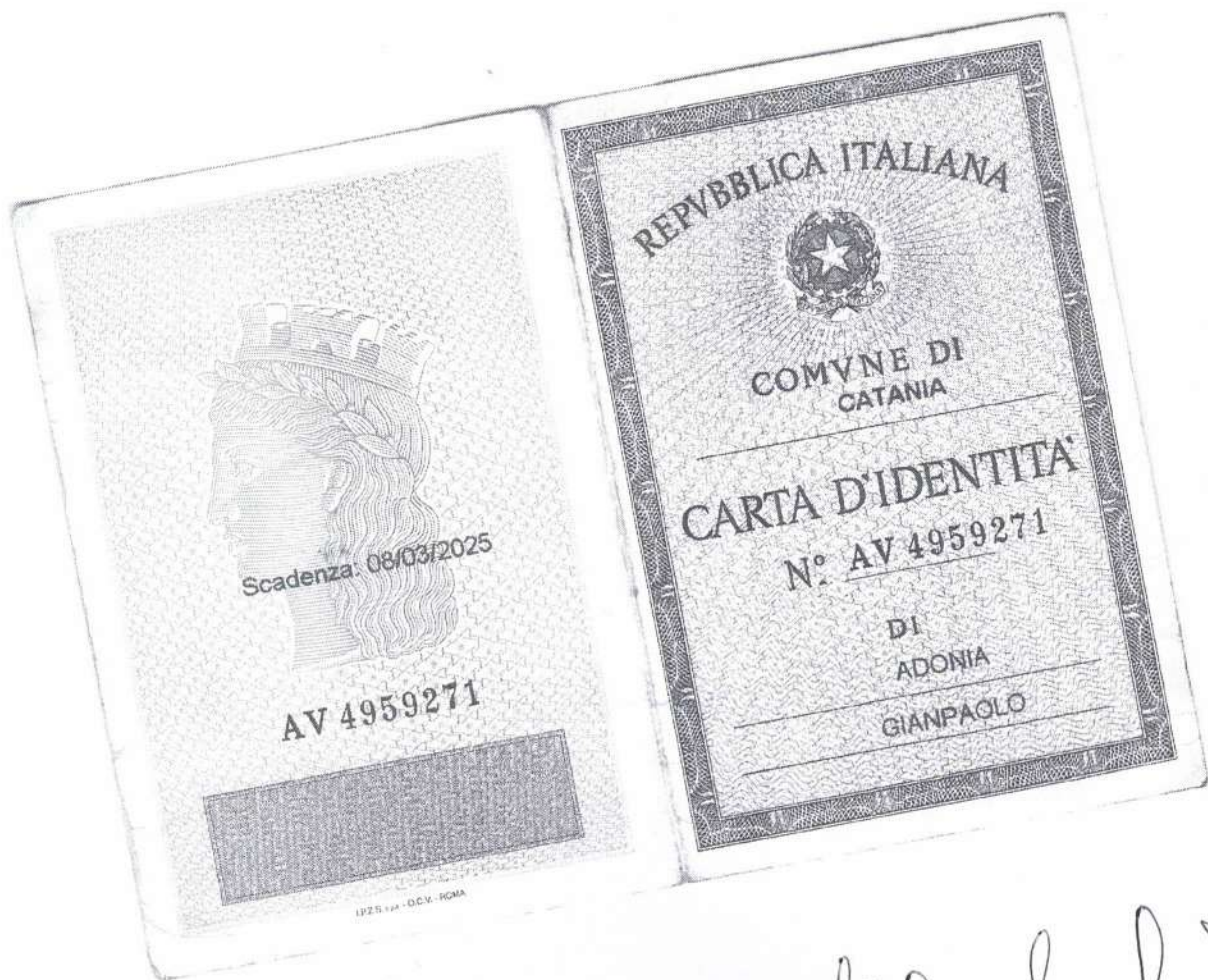 Scadenza: 08/03/2025
AV 4959271
I.P.Z.S. s.p.a. - O.C.V. - ROMA
REPVBBLICA ITALIANA
COMVNE DI
CATANIA
CARTA D'IDENTITA'
Nº AV 4959271
DI
ADONIA
GIANPAOLO